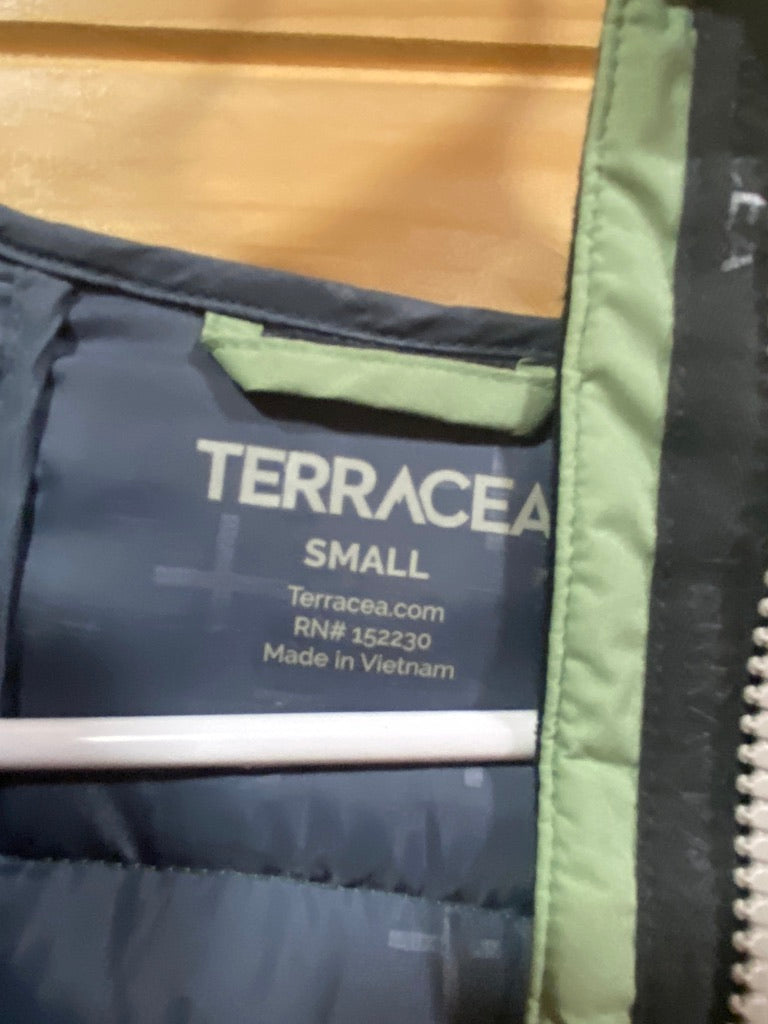 TERRACEA
SMALL
Terracea.com
RN# 152230
Made in Vietnam